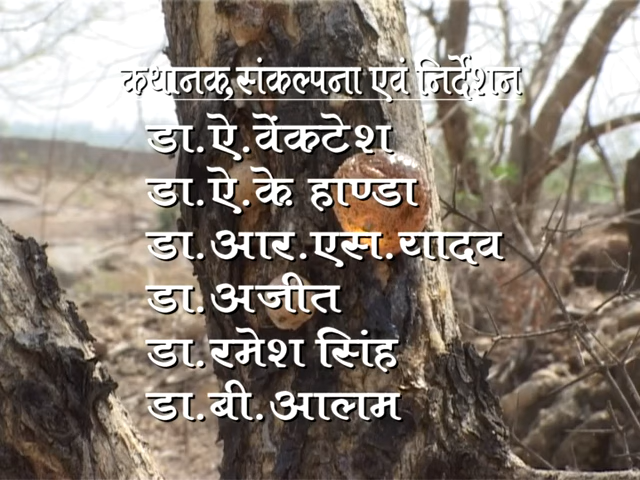 कथानक,संकल्पना एवं निर्देशन
डा.ऐ.वेंकटेश
डा.ऐ.के हाण्डा
डा.आर.एस.यादव
डा.अजीत
डा.रमेश सिंह
डा.बी.आलम